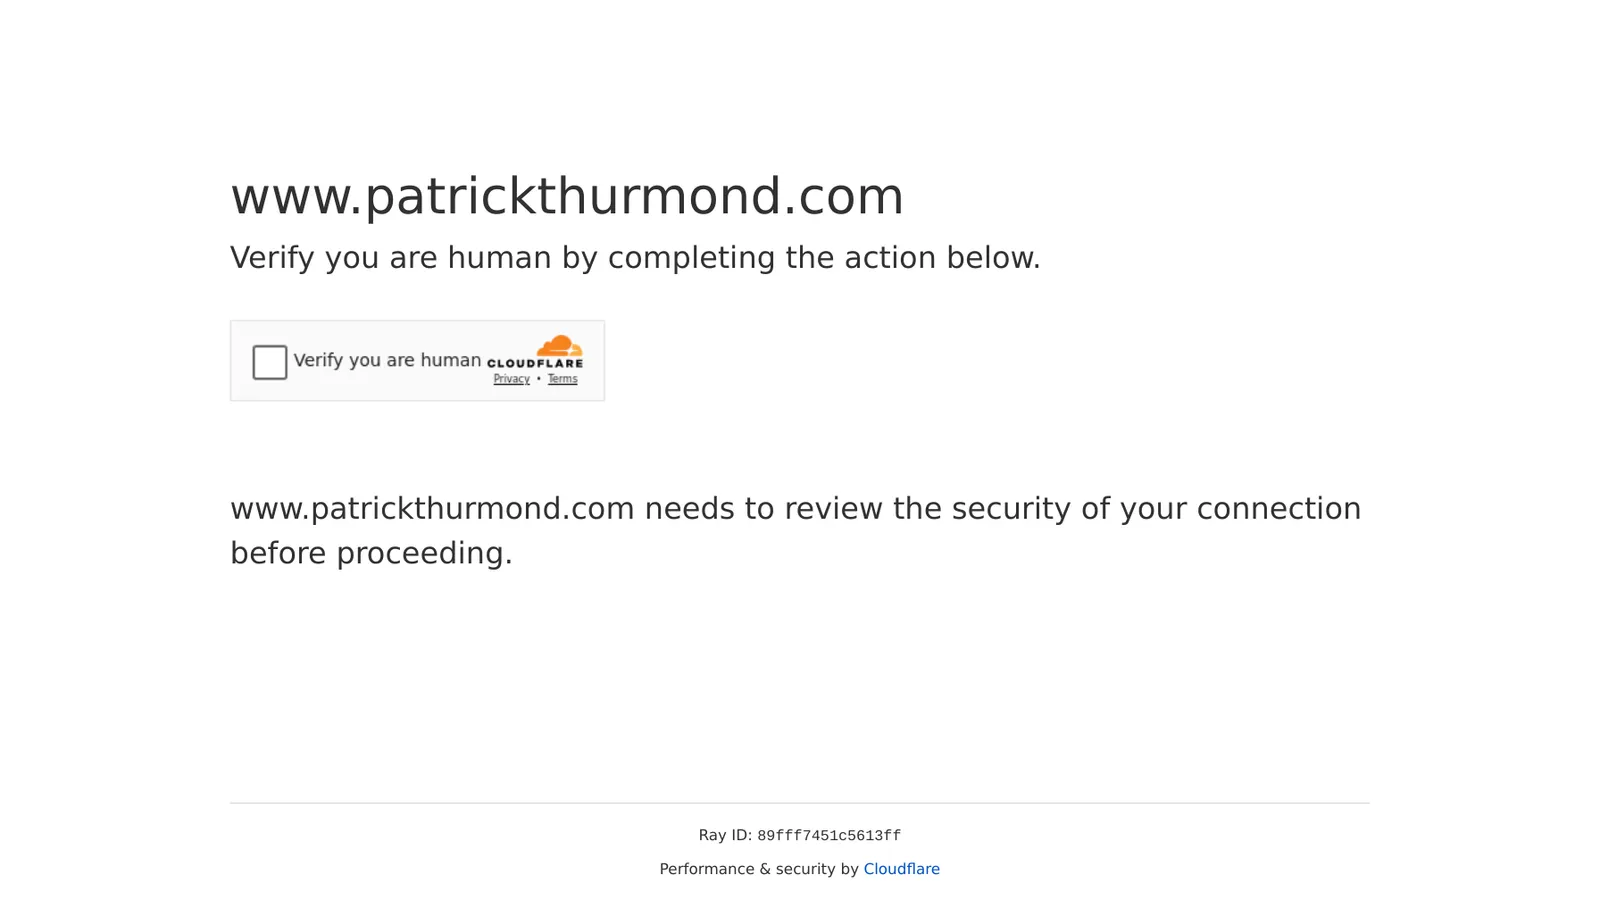 www.patrickthurmond.com
Verify you are human by completing the action below.
Verify you are human
CLOUDFLARE
Privacy • Terms
www.patrickthurmond.com needs to review the security of your connection
before proceeding.
Ray ID: 89fff7451c5613ff
Performance & security by Cloudflare